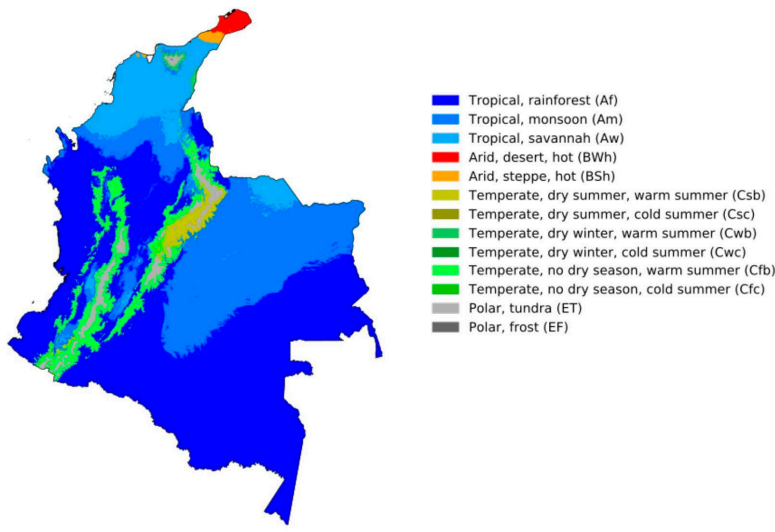 Tropical, rainforest (Af)
Tropical, monsoon (Am)
Tropical, savannah (Aw)
Arid, desert, hot (BWh)
Arid, steppe, hot (BSh)
Temperate, dry summer, warm summer (Csb)
Temperate, dry summer, cold summer (Csc)
Temperate, dry winter, warm summer (Cwb)
Temperate, dry winter, cold summer (Cwc)
Temperate, no dry season, warm summer (Cfb)
Temperate, no dry season, cold summer (Cfc)
Polar, tundra (ET)
Polar, frost (EF)